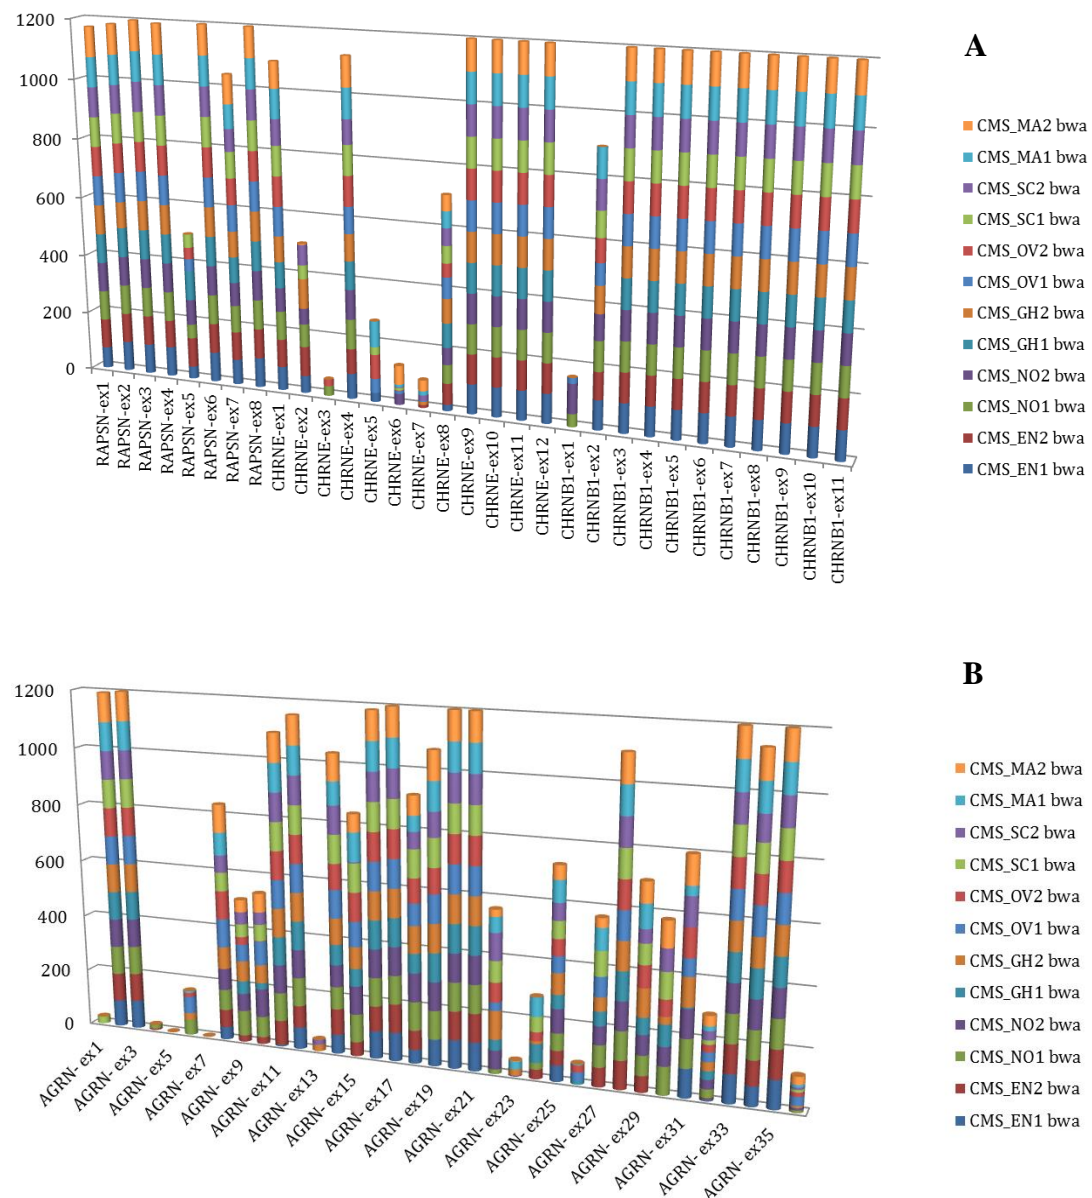 A
1200
1000
800
600
400
200
0
RAPSN-ex1
RAPSN-ex2
RAPSN-ex3
RAPSN-ex4
RAPSN-ex5
RAPSN-ex6
RAPSN-ex7
RAPSN-ex8
CHRNE-ex1
CHRNE-ex2
CHRNE-ex3
CHRNE-ex4
CHRNE-ex5
CHRNE-ex6
CHRNE-ex7
CHRNE-ex8
CHRNE-ex9
CHRNE-ex10
CHRNE-ex11
CHRNE-ex12
CHRNB1-ex1
CHRNB1-ex2
CHRNB1-ex3
CHRNB1-ex4
CHRNB1-ex5
CHRNB1-ex6
CHRNB1-ex7
CHRNB1-ex8
CHRNB1-ex9
CHRNB1-ex10
CHRNB1-ex11
CMS_MA2 bwa
CMS_MA1 bwa
CMS_SC2 bwa
CMS_SC1 bwa
CMS_OV2 bwa
CMS_OV1 bwa
CMS_GH2 bwa
CMS_GH1 bwa
CMS_NO2 bwa
CMS_NO1 bwa
CMS_EN2 bwa
CMS_EN1 bwa
B
1200
1000
800
600
400
200
0
AGRN- ex1
AGRN- ex3
AGRN- ex5
AGRN- ex7
AGRN- ex9
AGRN- ex11
AGRN- ex13
AGRN- ex15
AGRN- ex17
AGRN- ex19
AGRN- ex21
AGRN- ex23
AGRN- ex25
AGRN- ex27
AGRN- ex29
AGRN- ex31
AGRN- ex33
AGRN- ex35
CMS_MA2 bwa
CMS_MA1 bwa
CMS_SC2 bwa
CMS_SC1 bwa
CMS_OV2 bwa
CMS_OV1 bwa
CMS_GH2 bwa
CMS_GH1 bwa
CMS_NO2 bwa
CMS_NO1 bwa
CMS_EN2 bwa
CMS_EN1 bwa